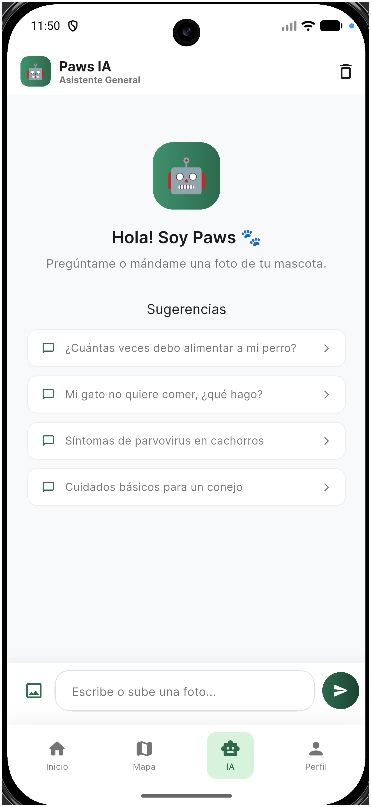 11:50
Paws IA
Asistente General
Hola! Soy Paws 🐾
Pregúntame o mándame una foto de tu mascota.
Sugerencias
¿Cuántas veces debo alimentar a mi perro?
Mi gato no quiere comer, ¿qué hago?
Síntomas de parvovirus en cachorros
Cuidados básicos para un conejo
Escribe o sube una foto...
Inicio
Mapa
IA
Perfil